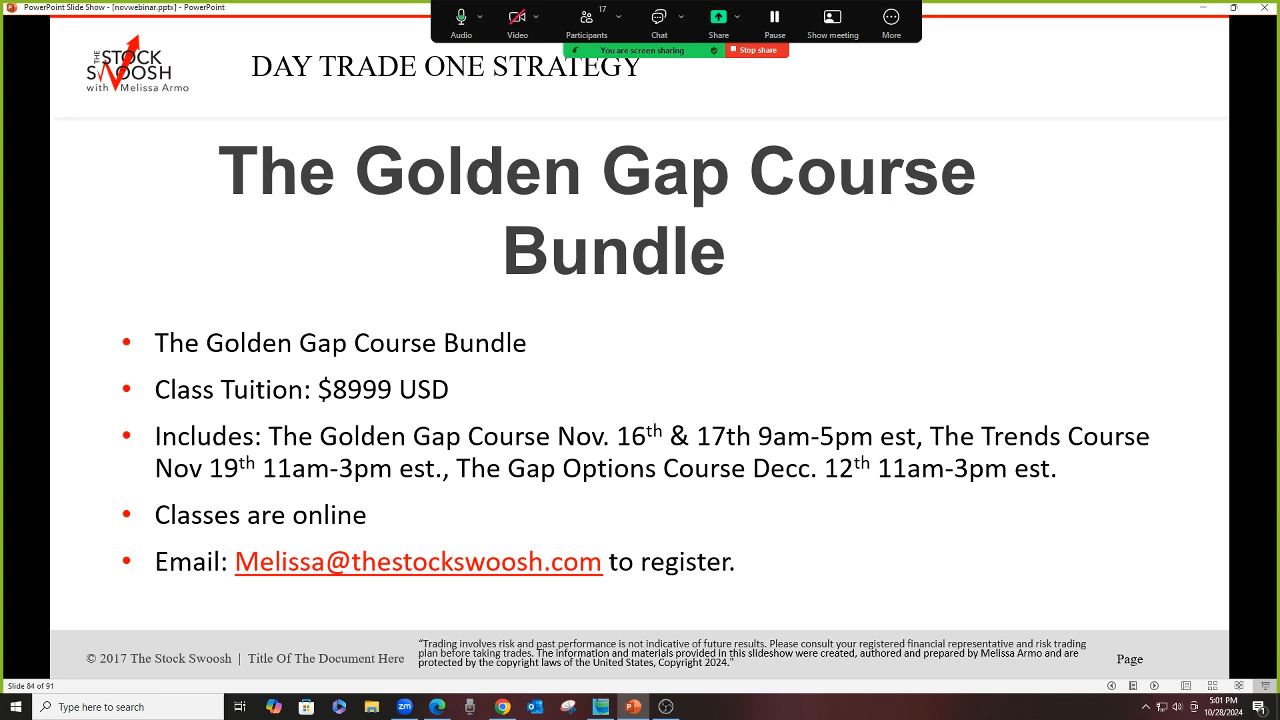 PowerPoint Slide Show - [novwebinar.pptx] - PowerPoint
Audio
Video
17
Participants
Chat
Share
Pause
Show meeting
More
You are screen sharing
Stop share
THE STOCK
SWOOSH
with Melissa Armo
DAY TRADE ONE STRATEGY
The Golden Gap Course
Bundle
• The Golden Gap Course Bundle
• Class Tuition: $8999 USD
• Includes: The Golden Gap Course Nov. 16th & 17th 9am-5pm est, The Trends Course
Nov 19th 11am-3pm est., The Gap Options Course Decc. 12th 11am-3pm est.
• Classes are online
• Email: Melissa@thestockswoosh.com to register.
© 2017 The Stock Swoosh | Title Of The Document Here
“Trading involves risk and past performance is not indicative of future results. Please consult your registered financial representative and risk trading
plan before taking trades. The information and materials provided in this slideshow were created, authored and prepared by Melissa Armo and are
protected by the copyright laws of the United States, Copyright 2024.”
Page
Slide 84 of 91
Type here to search
5:01 PM
10/28/2024